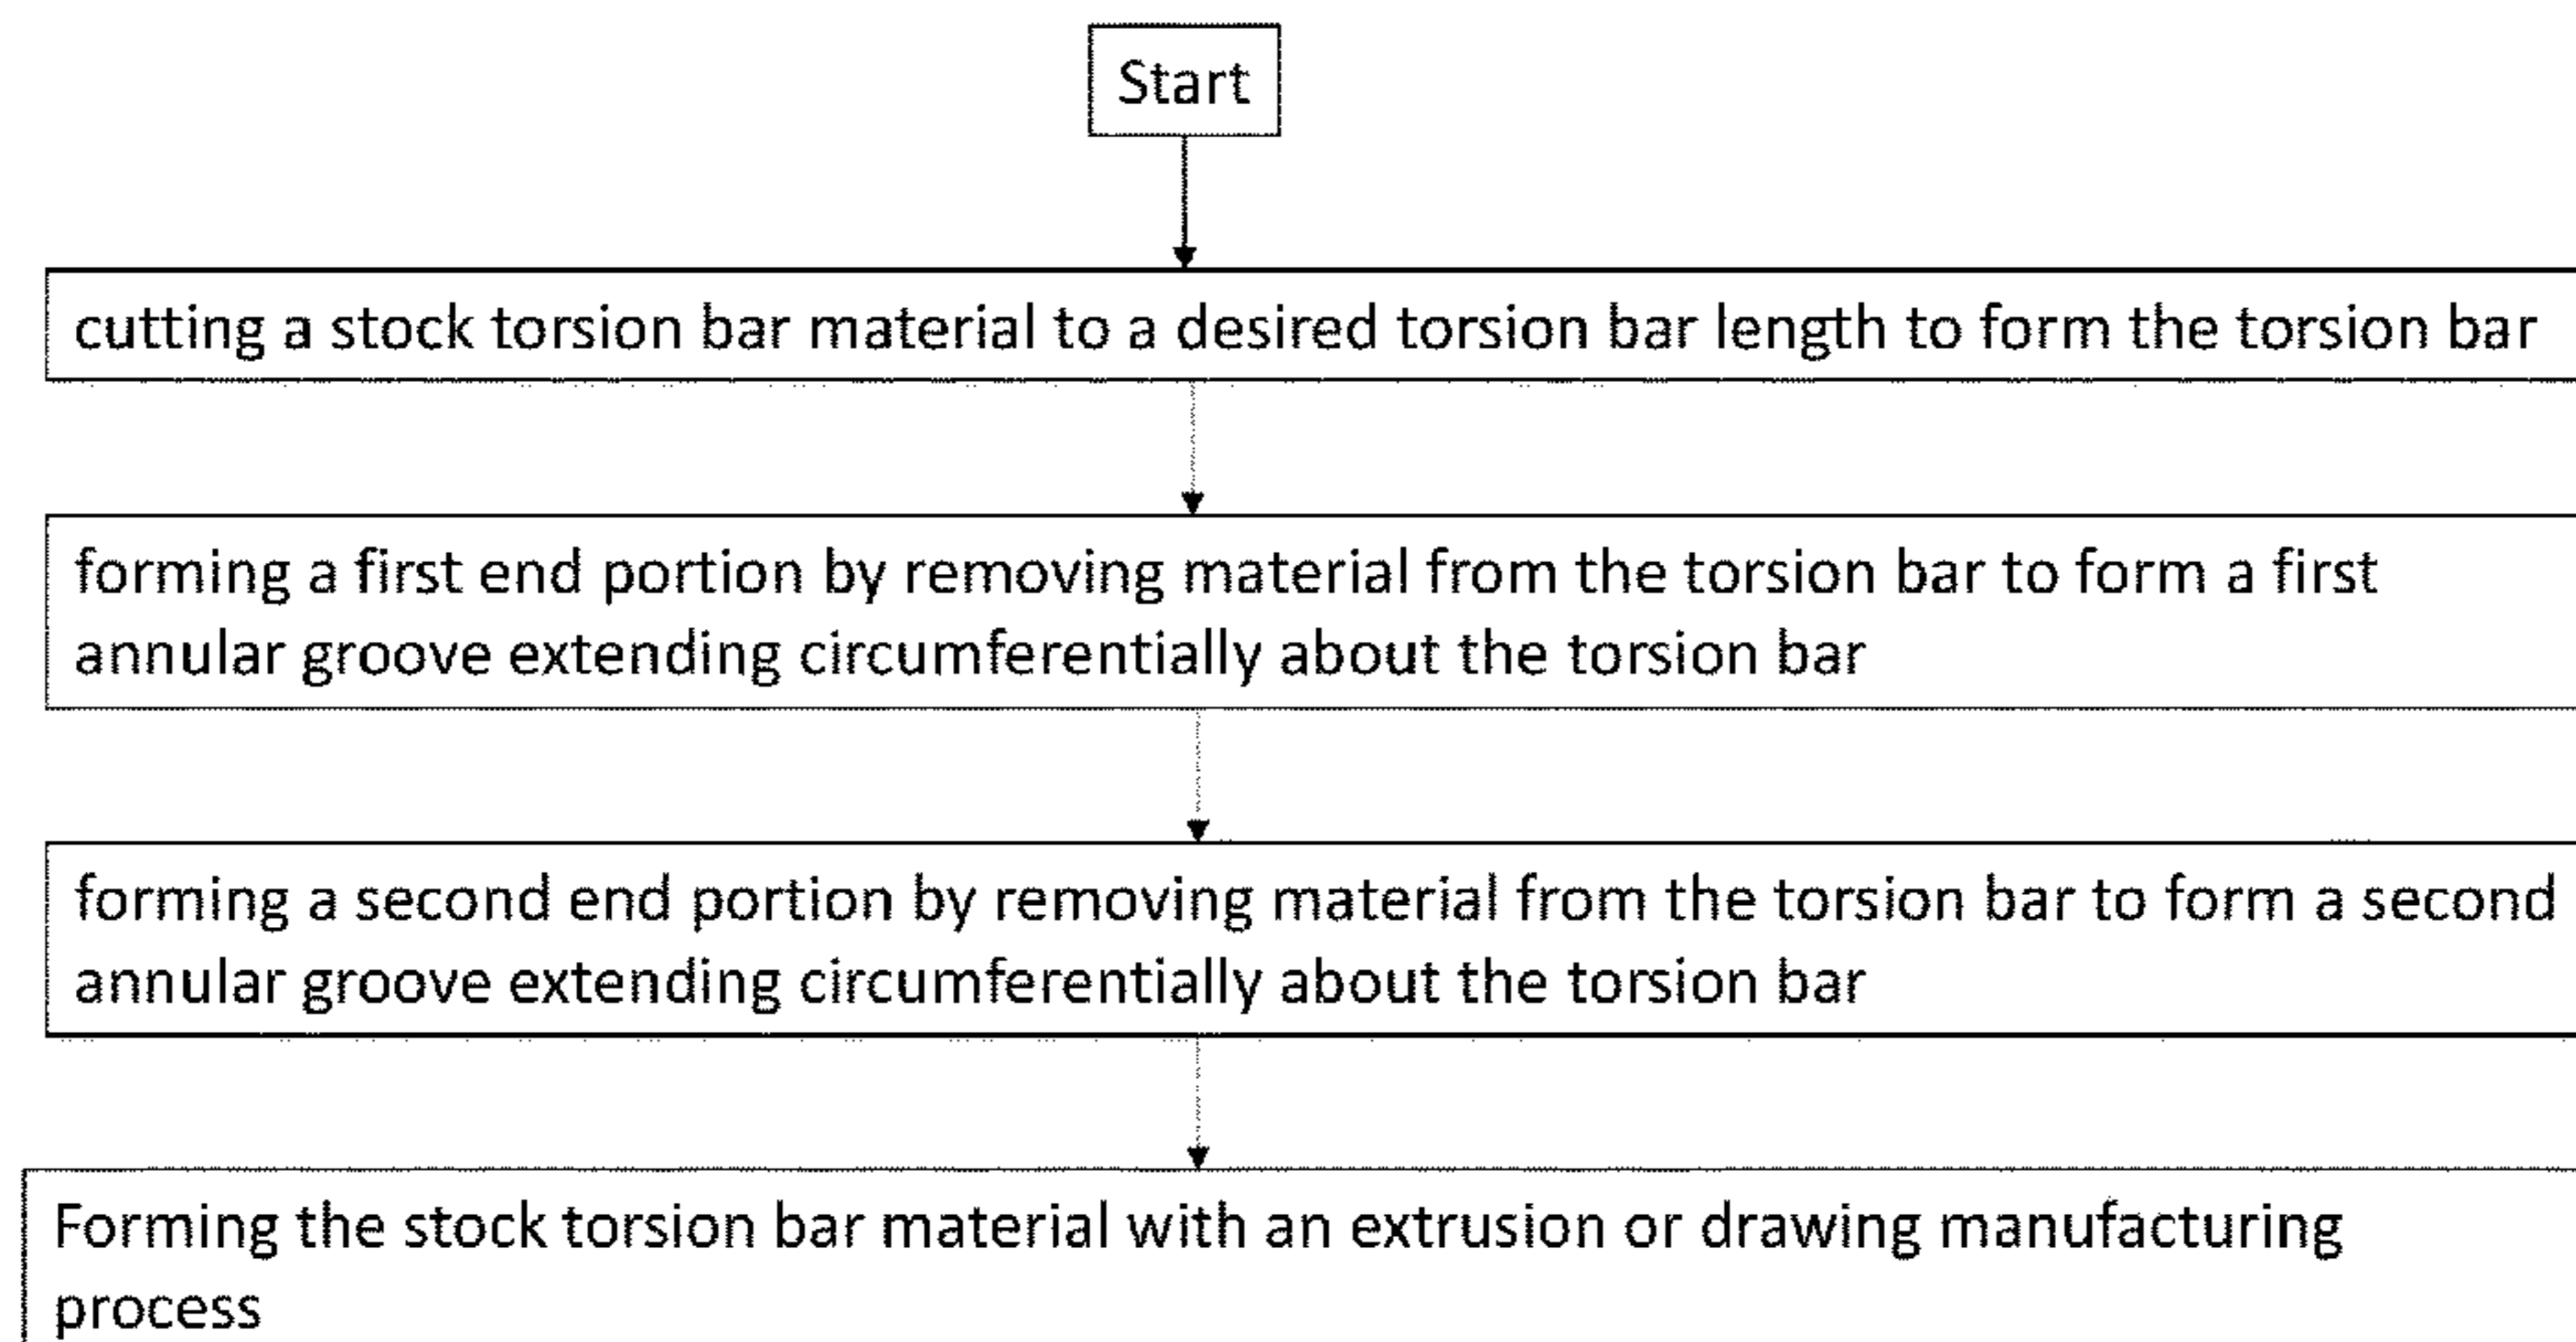 Start
cutting a stock torsion bar material to a desired torsion bar length to form the torsion bar
forming a first end portion by removing material from the torsion bar to form a first
annular groove extending circumferentially about the torsion bar
forming a second end portion by removing material from the torsion bar to form a second
annular groove extending circumferentially about the torsion bar
Forming the stock torsion bar material with an extrusion or drawing manufacturing
process